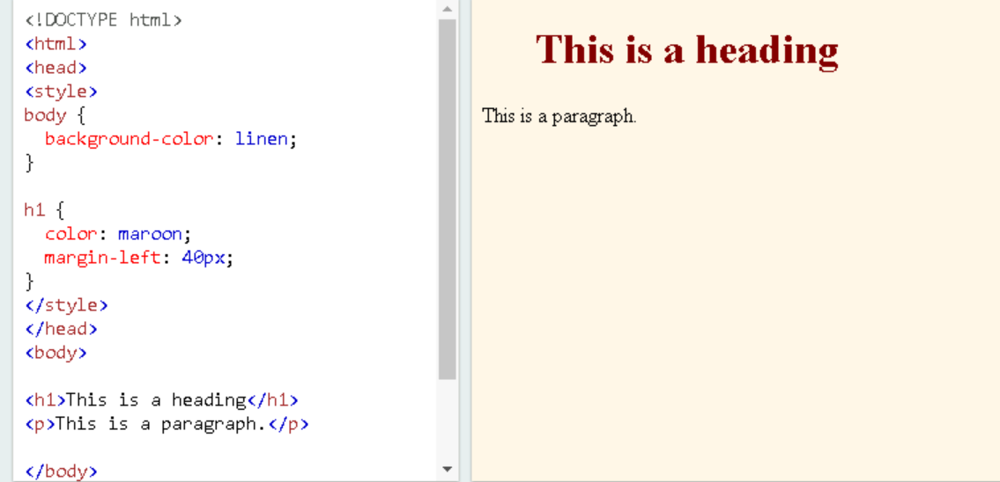 <!DOCTYPE html>
<html>
<head>
<style>
body {
  background-color: linen;
}

h1 {
  color: maroon;
  margin-left: 40px;
}
</style>
</head>
<body>

<h1>This is a heading</h1>
<p>This is a paragraph.</p>

</body>
This is a heading
This is a paragraph.